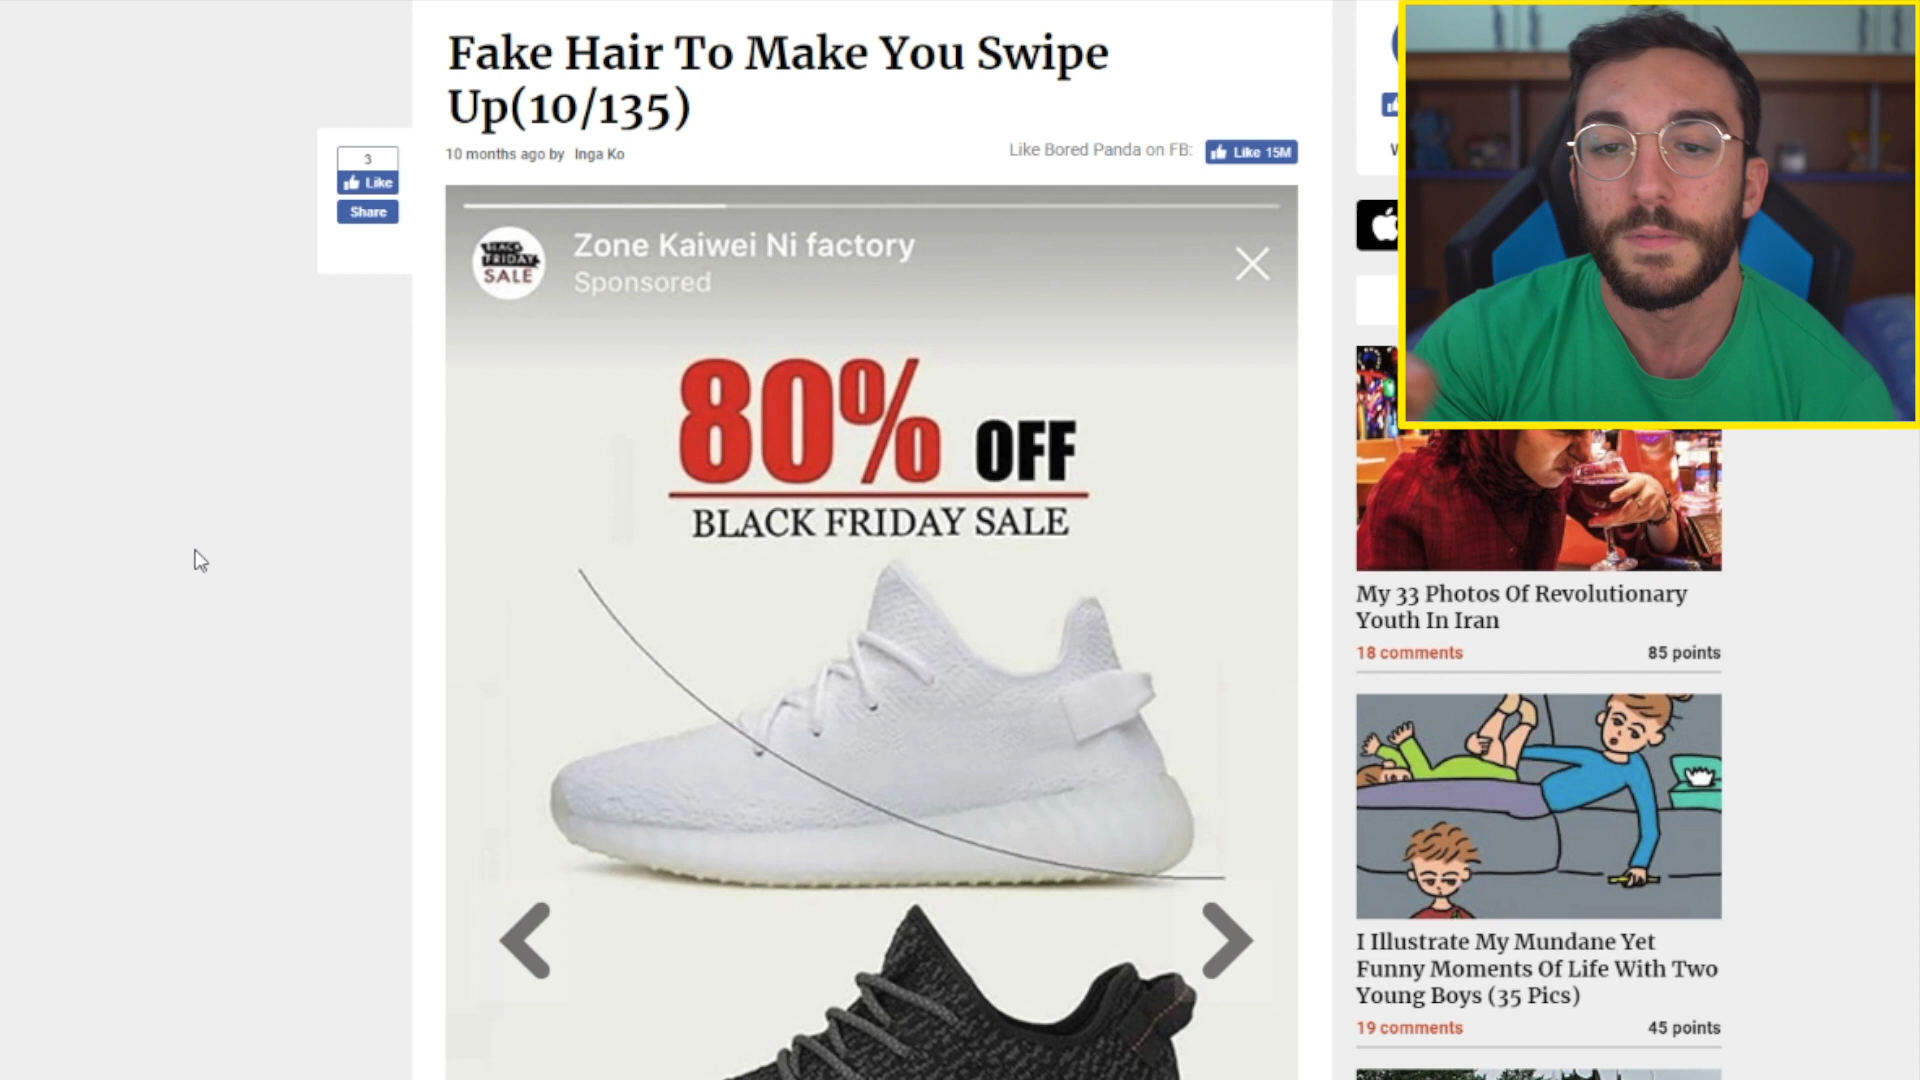 Fake Hair To Make You Swipe
Up(10/135)
10 months ago by Inga Ko
Like Bored Panda on FB:
Like 15M
3
Like
Share
BLACK
FRIDAY
SALE
Zone Kaiwei Ni factory
Sponsored
80% OFF
BLACK FRIDAY SALE
My 33 Photos Of Revolutionary
Youth In Iran
18 comments
85 points
I Illustrate My Mundane Yet
Funny Moments Of Life With Two
Young Boys (35 Pics)
19 comments
45 points